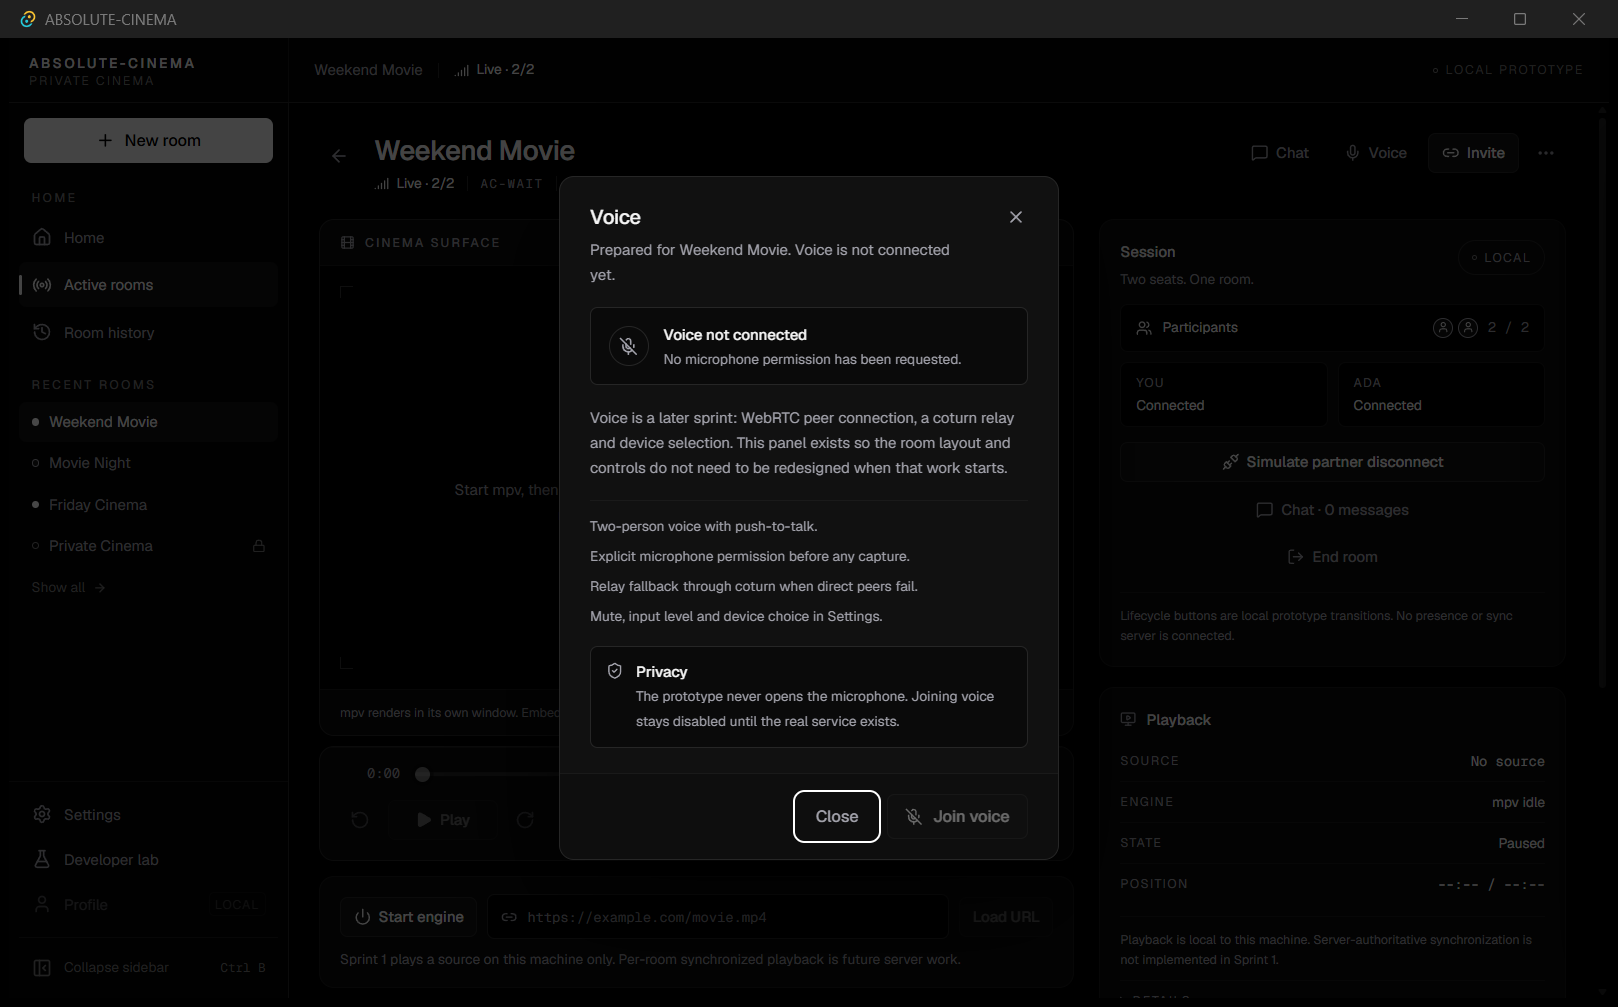 ABSOLUTE-CINEMA
ABSOLUTE-CINEMA
PRIVATE CINEMA
Weekend Movie
Live · 2/2
LOCAL PROTOTYPE
New room
HOME
Home
Active rooms
Room history
RECENT ROOMS
Weekend Movie
Movie Night
Friday Cinema
Private Cinema
Show all
Settings
Developer lab
Profile
LOCAL
Collapse sidebar
Ctrl B
Weekend Movie
Live · 2/2
AC-WAIT
Chat
Voice
Invite
CINEMA SURFACE
Start mpv, then
mpv renders in its own window.
0:00
Play
Start engine
https://example.com/movie.mp4
Load URL
Sprint 1 plays a source on this machine only. Per-room synchronized playback is future server work.
Voice
Prepared for Weekend Movie. Voice is not connected
yet.
Voice not connected
No microphone permission has been requested.
Voice is a later sprint: WebRTC peer connection, a coturn relay
and device selection. This panel exists so the room layout and
controls do not need to be redesigned when that work starts.
Two-person voice with push-to-talk.
Explicit microphone permission before any capture.
Relay fallback through coturn when direct peers fail.
Mute, input level and device choice in Settings.
Privacy
The prototype never opens the microphone. Joining voice
stays disabled until the real service exists.
Close
Join voice
Session
LOCAL
Two seats. One room.
Participants
2 / 2
YOU
Connected
ADA
Connected
Simulate partner disconnect
Chat · 0 messages
End room
Lifecycle buttons are local prototype transitions. No presence or sync
server is connected.
Playback
SOURCE
No source
ENGINE
mpv idle
STATE
Paused
POSITION
--:-- / --:--
Playback is local to this machine. Server-authoritative synchronization is
not implemented in Sprint 1.